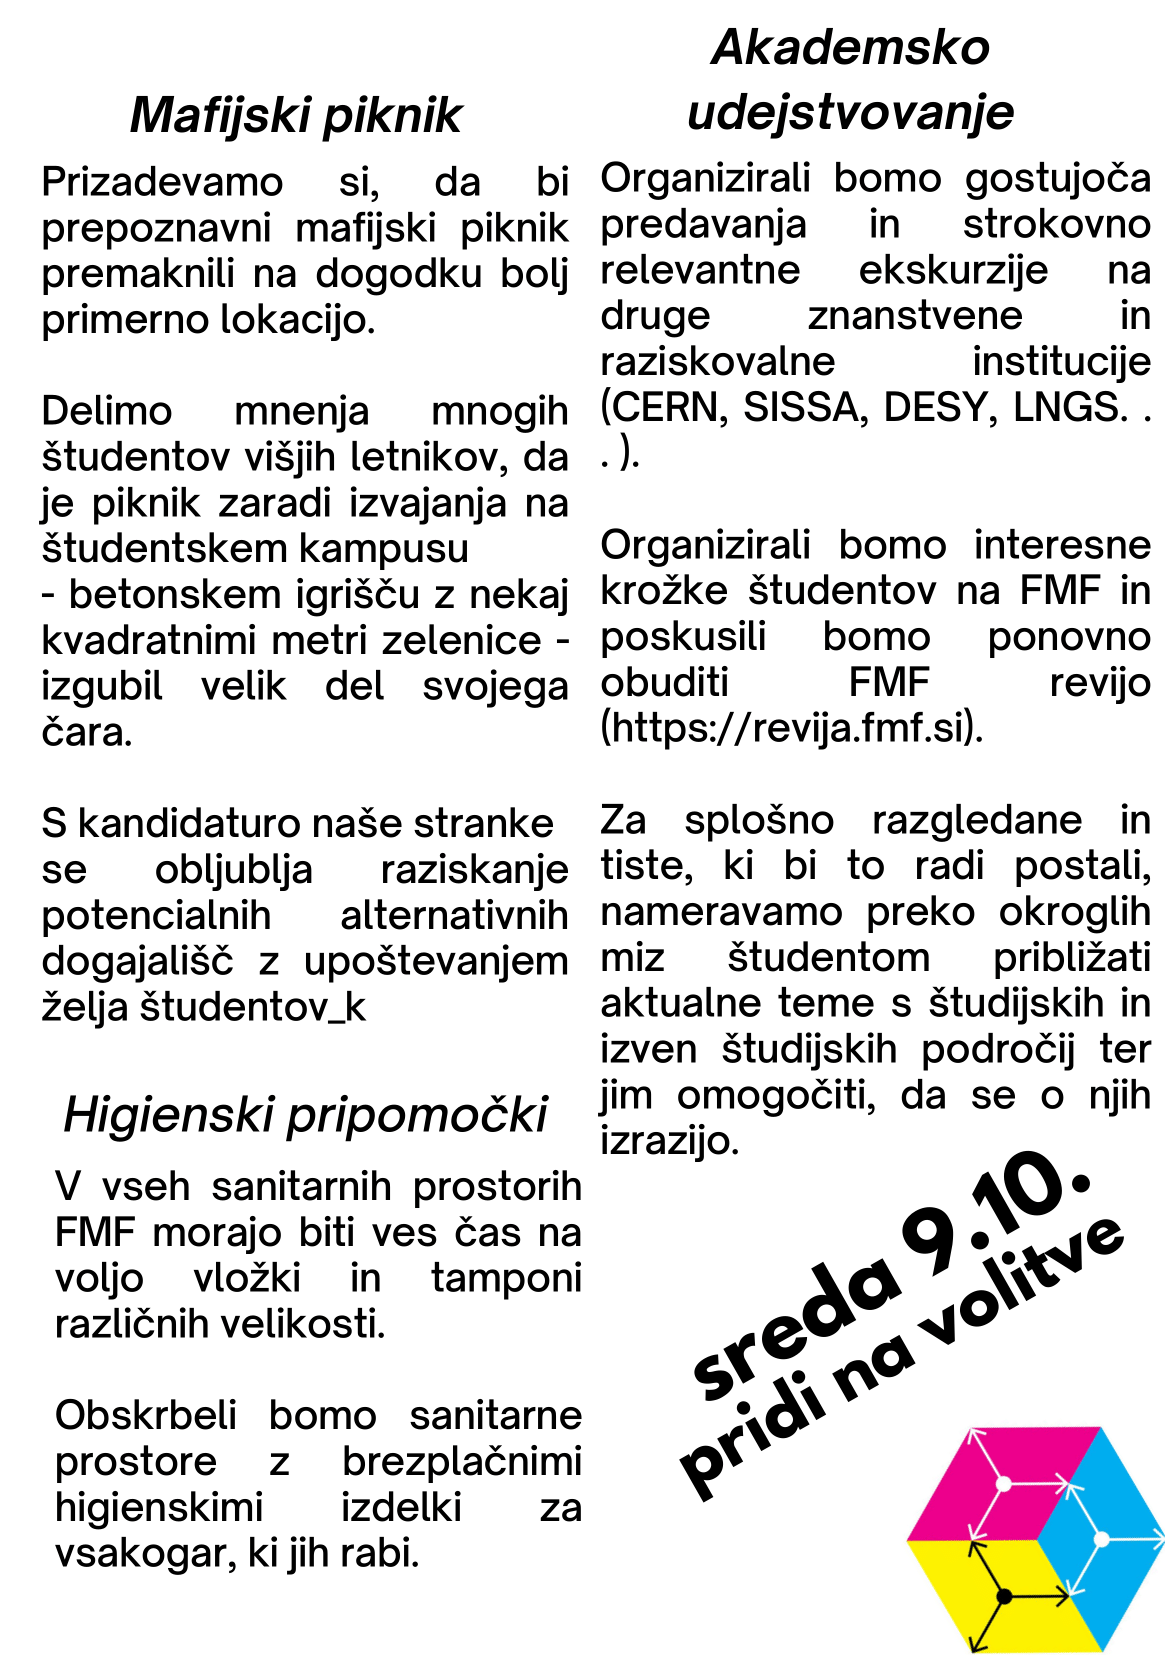 Mafijski piknik
Prizadevamo si, da bi
prepoznavni mafijski piknik
premaknili na dogodku bolj
primerno lokacijo.
Delimo mnenja mnogih
študentov višjih letnikov, da
je piknik zaradi izvajanja na
študentskem kampusu
- betonskem igrišču z nekaj
kvadratnimi metri zelenice -
izgubil velik del svojega
čara.
S kandidaturo naše stranke
se obljublja raziskanje
potencialnih alternativnih
dogajališč z upoštevanjem
želja študentov_k
Higienski pripomočki
V vseh sanitarnih prostorih
FMF morajo biti ves čas na
voljo vložki in tamponi
različnih velikosti.
Obskrbeli bomo sanitarne
prostore z brezplačnimi
higienskimi izdelki za
vsakogar, ki jih rabi.
Akademsko
udejstvovanje
Organizirali bomo gostujoča
predavanja in strokovno
relevantne ekskurzije na
druge znanstvene in
raziskovalne institucije
(CERN, SISSA, DESY, LNGS. .
. ).
Organizirali bomo interesne
krožke študentov na FMF in
poskusili bomo ponovno
obuditi FMF revijo
(https://revija.fmf.si).
Za splošno razgledane in
tiste, ki bi to radi postali,
nameravamo preko okroglih
miz študentom približati
aktualne teme s študijskih in
izven študijskih področij ter
jim omogočiti, da se o njih
izrazijo.
sreda 9.10.
pridi na volitve